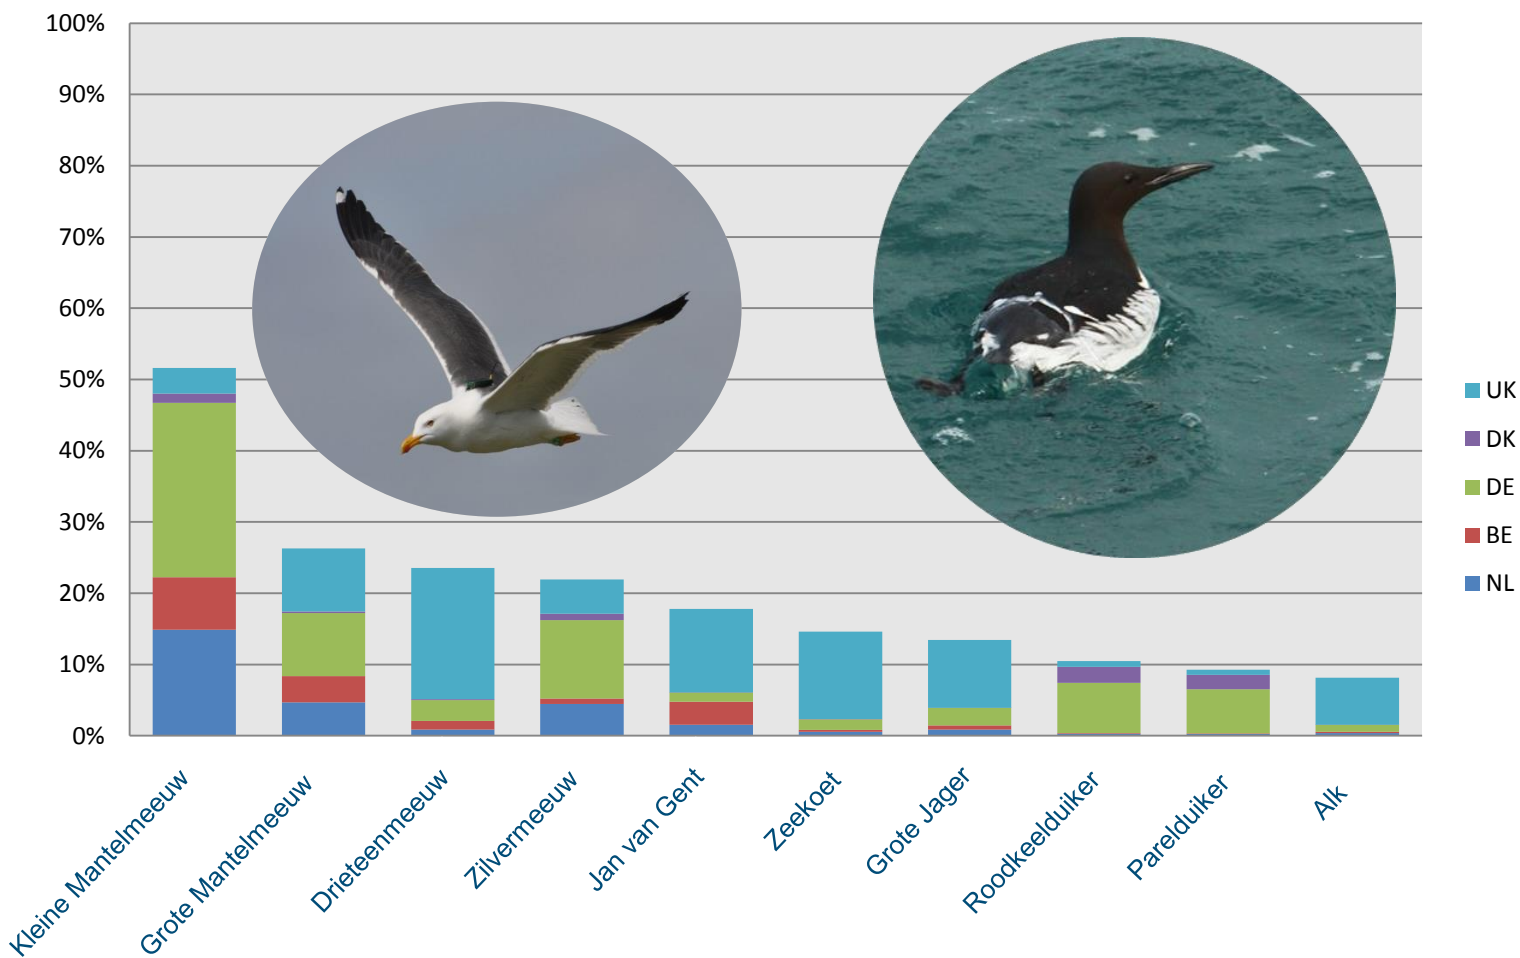 100%
90%
80%
70%
60%
50%
40%
30%
20%
10%
0%
Kleine Mantelmeeuw
Grote Mantelmeeuw
Drieteenmeeuw
Zilvermeeuw
Jan van Gent
Zeekoet
Grote Jager
Roodkeelduiker
Parelduiker
Alk
UK
DK
DE
BE
NL